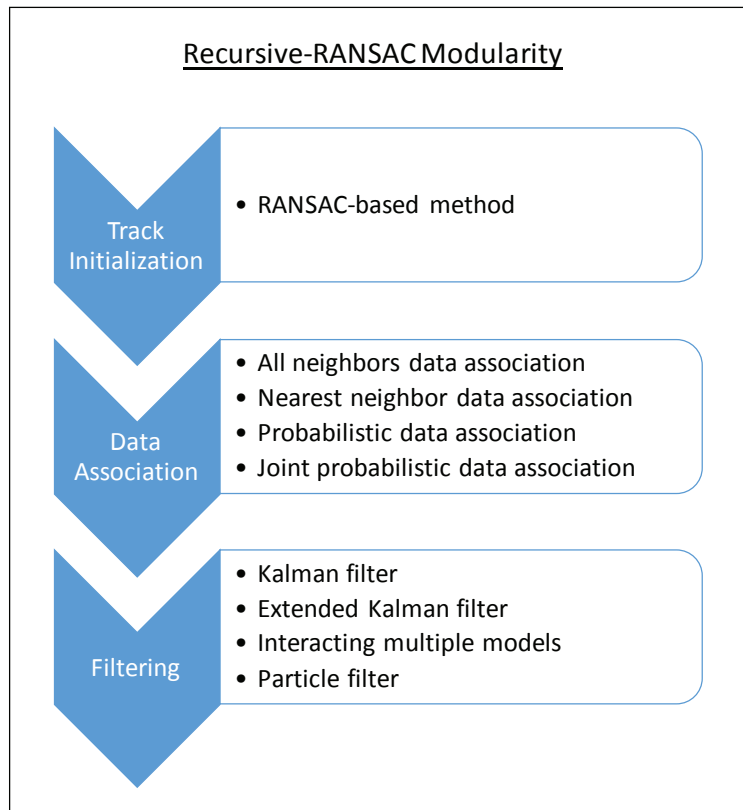 Recursive-RANSAC Modularity
Track
Initialization
• RANSAC-based method
Data
Association
• All neighbors data association
• Nearest neighbor data association
• Probabilistic data association
• Joint probabilistic data association
Filtering
• Kalman filter
• Extended Kalman filter
• Interacting multiple models
• Particle filter